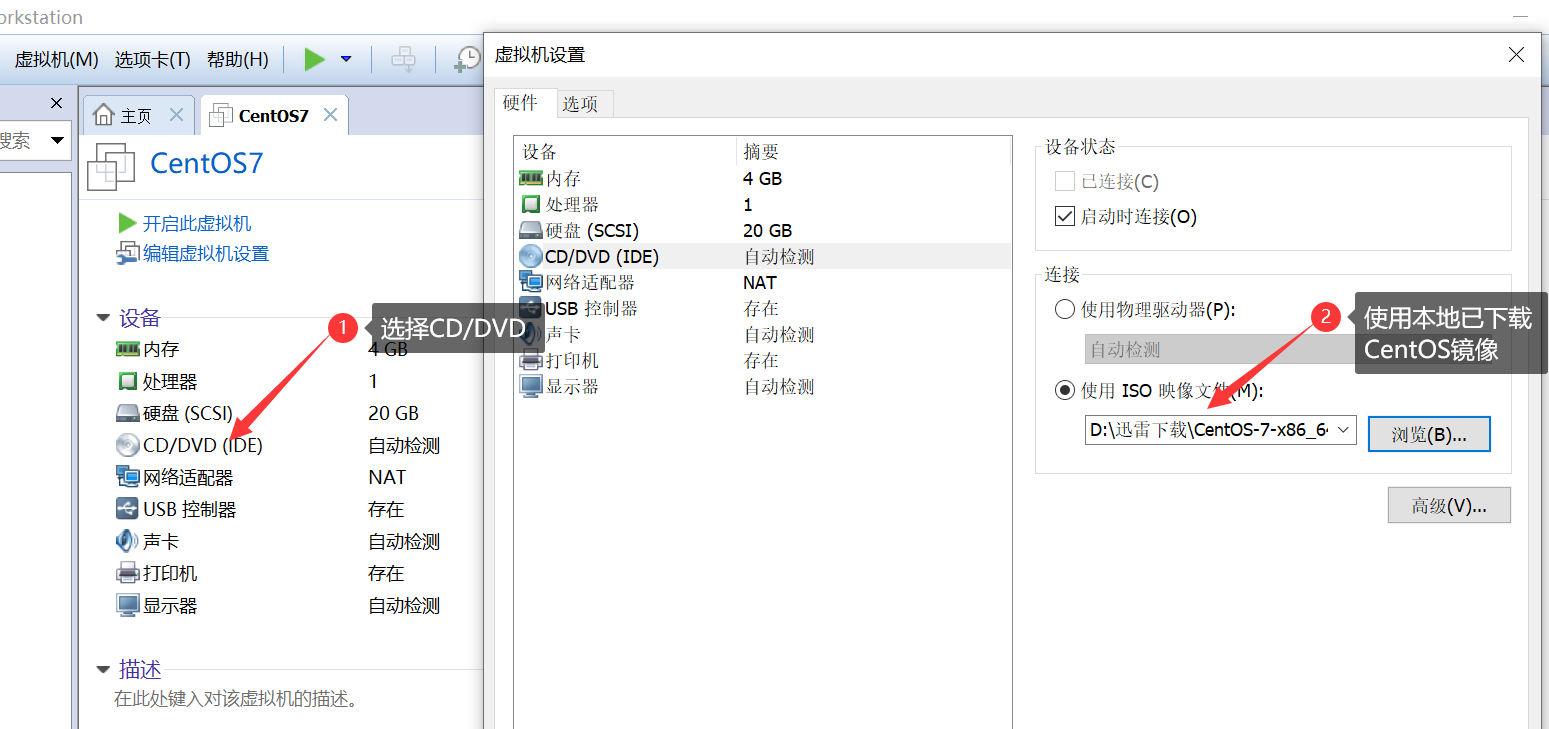 orkstation
虚拟机(M) 选项卡(T) 帮助(H)
虚拟机设置
主页
CentOS7
搜索
CentOS7
开启此虚拟机
编辑虚拟机设置
设备
1 选择CD/DVD
内存 4 GB
处理器 1
硬盘 (SCSI) 20 GB
CD/DVD (IDE) 自动检测
网络适配器 NAT
USB 控制器 存在
声卡 自动检测
打印机 存在
显示器 自动检测
描述
在此处键入对该虚拟机的描述。
硬件 选项
设备 摘要
内存 4 GB
处理器 1
硬盘 (SCSI) 20 GB
CD/DVD (IDE) 自动检测
网络适配器 NAT
USB 控制器 存在
声卡 自动检测
打印机 存在
显示器 自动检测
设备状态
已连接(C)
启动时连接(O)
连接
使用物理驱动器(P):
自动检测
2 使用本地已下载
CentOS镜像
使用 ISO 映像文件(M):
D:\迅雷下载\CentOS-7-x86_6
浏览(B)...
高级(V)...